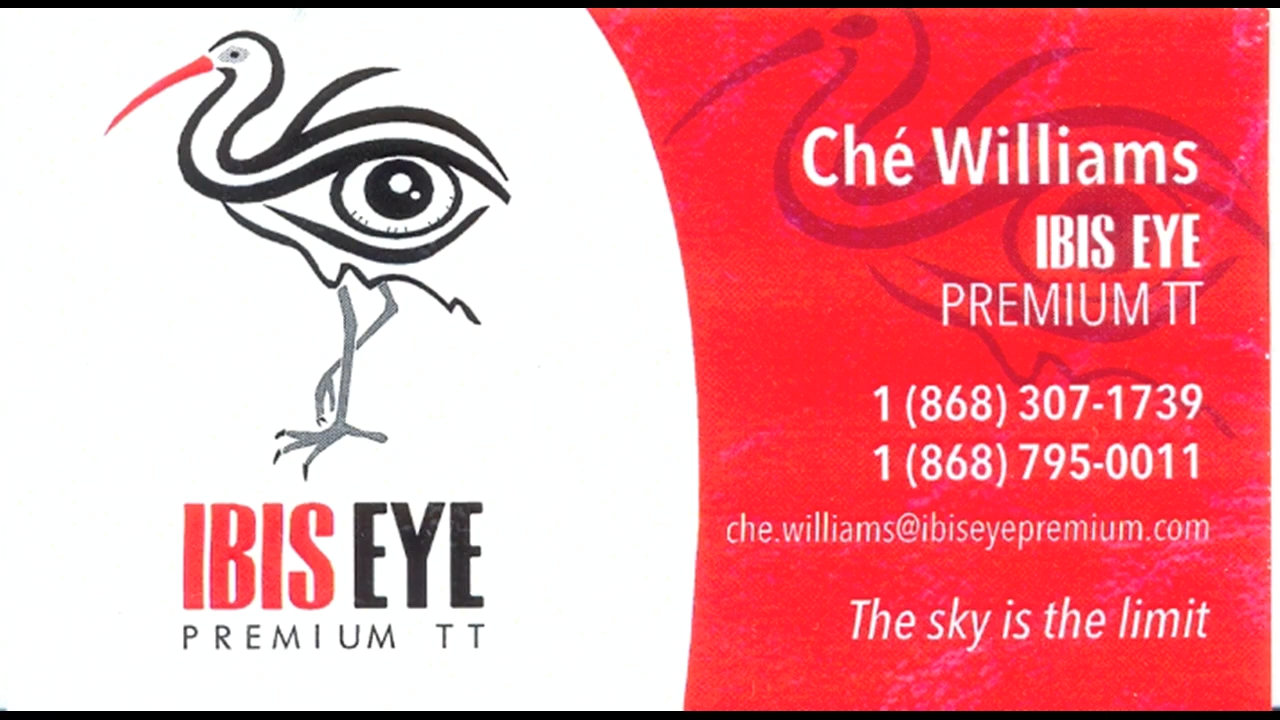 IBIS EYE
PREMIUM TT
Ché Williams
IBIS EYE
PREMIUM TT
1 (868) 307-1739
1 (868) 795-0011
che.williams@ibiseyepremium.com
The sky is the limit